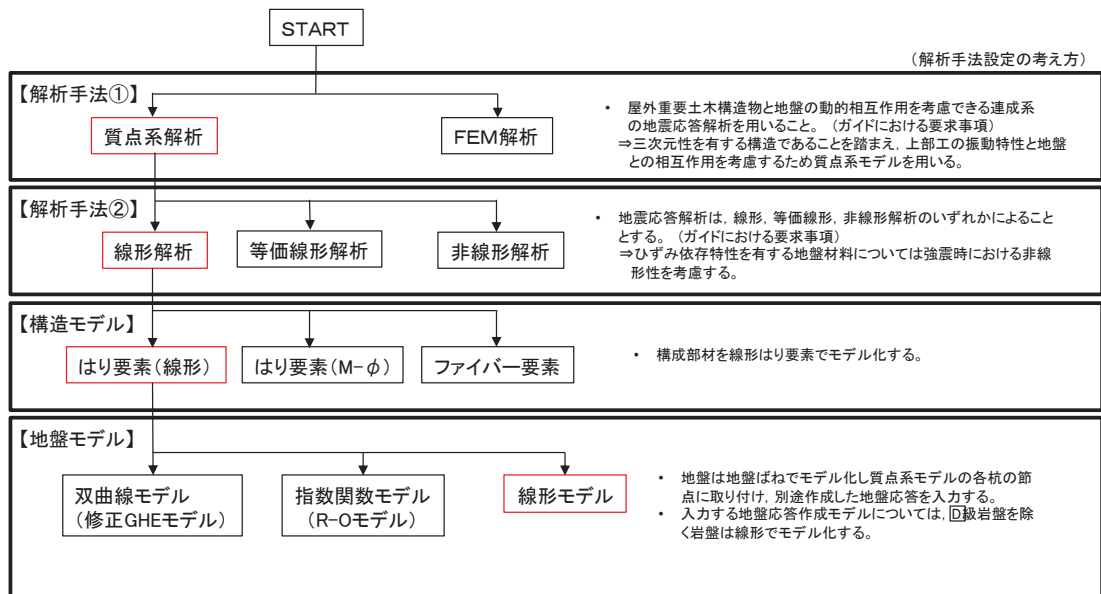 START
(解析手法設定の考え方)
【解析手法①】
質点系解析
FEM解析
・ 屋外重要土木構造物と地盤の動的相互作用を考慮できる連成系
の地震応答解析を用いること。(ガイドにおける要求事項)
⇒三次元性を有する構造であることを踏まえ,上部工の振動特性と地盤
との相互作用を考慮するため質点系モデルを用いる。
【解析手法②】
線形解析
等価線形解析
非線形解析
・ 地震応答解析は,線形,等価線形,非線形解析のいずれかによること
とする。(ガイドにおける要求事項)
⇒ひずみ依存特性を有する地盤材料については強震時における非線
形性を考慮する。
【構造モデル】
はり要素(線形)
はり要素(M-φ)
ファイバー要素
・ 構成部材を線形はり要素でモデル化する。
【地盤モデル】
双曲線モデル
(修正GHEモデル)
指数関数モデル
(R-Oモデル)
線形モデル
・ 地盤は地盤ばねでモデル化し質点系モデルの各杭の節
点に取り付け,別途作成した地盤応答を入力する。
・ 入力する地盤応答作成モデルについては,D級岩盤を除
く岩盤は線形でモデル化する。